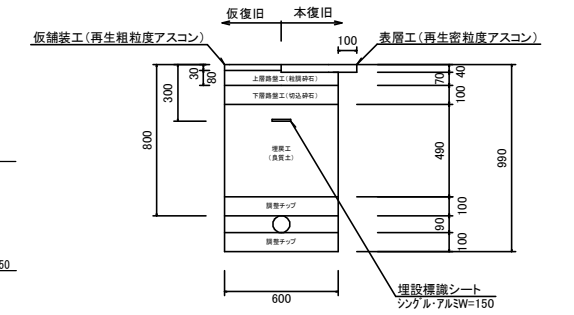 仮復旧 本復旧
仮舗装工(再生粗粒度アスコン)
100
表層工(再生密粒度アスコン)
30
80
300
800
上層路盤工(粒調砕石)
下層路盤工(切込砕石)
埋戻工
(良質土)
調整チップ
調整チップ
40
70
100
490
100
90
100
990
600
埋設標識シート
シングル・アルミW=150
50